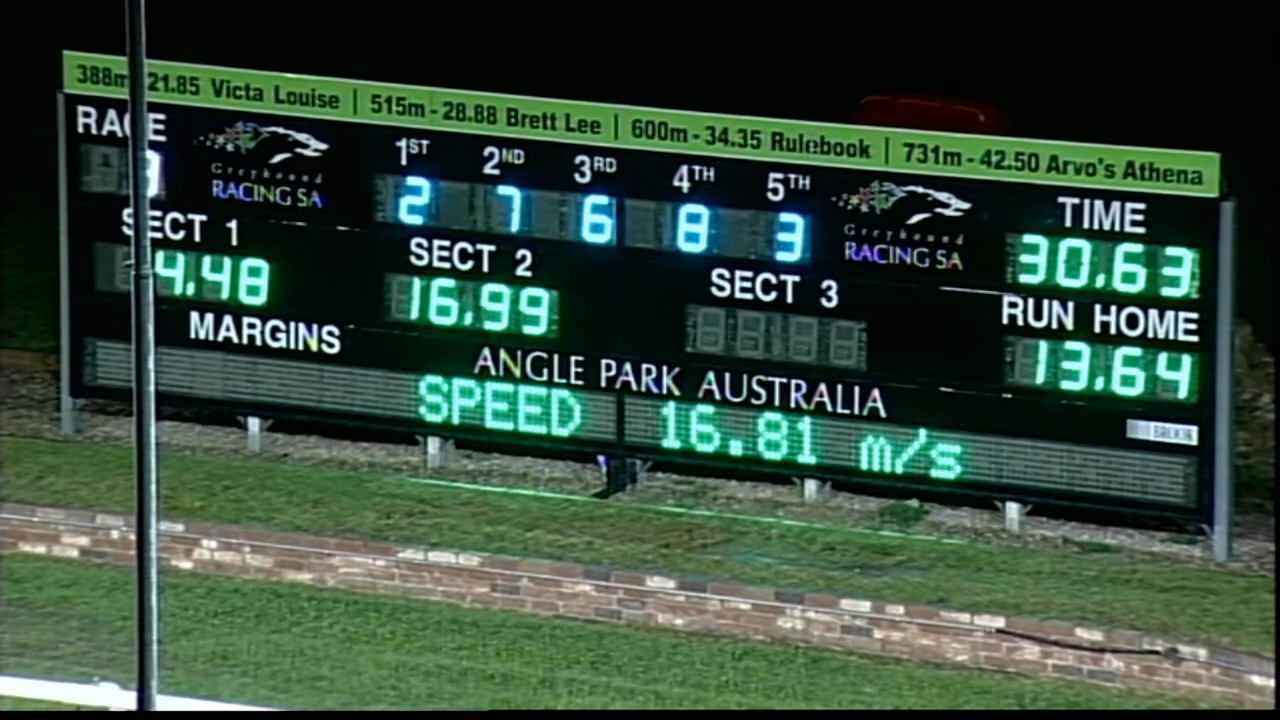 388m 21.85 Victa Louise | 515m - 28.88 Brett Lee | 600m - 34.35 Rulebook | 731m - 42.50 Arvo's Athena
RACE
Greyhound
RACING SA
1ST 2ND 3RD 4TH 5TH
2 7 6 8 3
Greyhound
RACING SA
TIME
30.63
SECT 1
4.48
SECT 2
16.99
SECT 3
RUN HOME
13.64
MARGINS
ANGLE PARK AUSTRALIA
SPEED 16.81 m/s